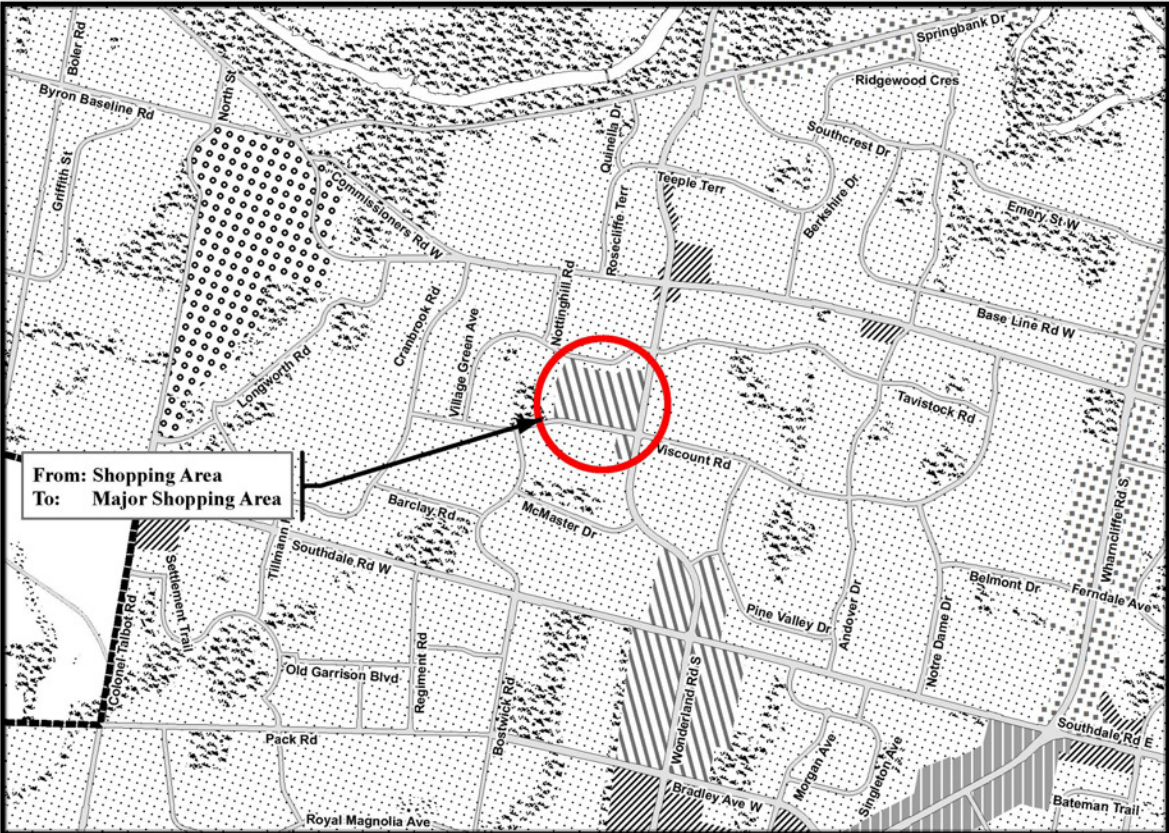 Springbank Dr
Boler Rd
Ridgewood Cres
Byron Baseline Rd
North St
Quinella Dr
Southcrest Dr
Griffith St
Commissioners Rd W
Teeple Terr
Berkshire Dr
Rosecliffe Terr
Emery St W
Nottinghill Rd
Cranbrook Rd
Village Green Ave
Base Line Rd W
Longworth Rd
Tavistock Rd
Viscount Rd
From: Shopping Area
To: Major Shopping Area
Barclay Rd
McMaster Dr
Wharncliffe Rd S
Southdale Rd W
Settlement Trail
Belmont Dr
Ferndale Ave
Pine Valley Dr
Andover Dr
Notre Dame Dr
Colonel Talbot Rd
Old Garrison Blvd
Regiment Rd
Bostwick Rd
Wonderland Rd S
Pack Rd
Southdale Rd E
Morgan Ave
Singleton Ave
Bradley Ave W
Bateman Trail
Royal Magnolia Ave